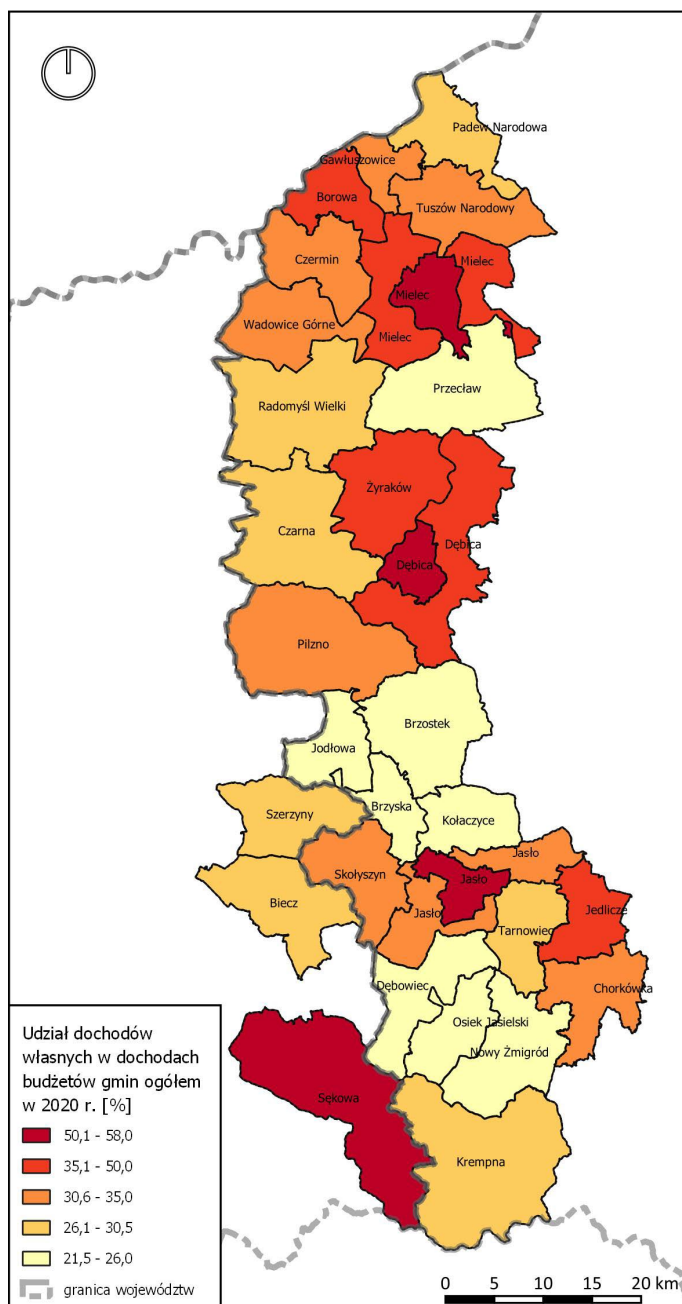 Padew Narodowa
Gawłuszowice
Borowa
Tuszów Narodowy
Mielec
Czermin
Mielec
Wadowice Górne
Mielec
Przecław
Radomyśl Wielki
Żyraków
Czarna
Dębica
Dębica
Pilzno
Brzostek
Jodłowa
Brzyska
Szerzyny
Kołaczyce
Jasło
Skołyszyn
Jasło
Biecz
Jasło
Jedlicze
Tarnowiec
Dębowiec
Chorkówka
Osiek Jasielski
Nowy Żmigród
Sękowa
Krempna
Udział dochodów
własnych w dochodach
budżetów gmin ogółem
w 2020 r. [%]
50,1 - 58,0
35,1 - 50,0
30,6 - 35,0
26,1 - 30,5
21,5 - 26,0
granica województw
0 5 10 15 20 km